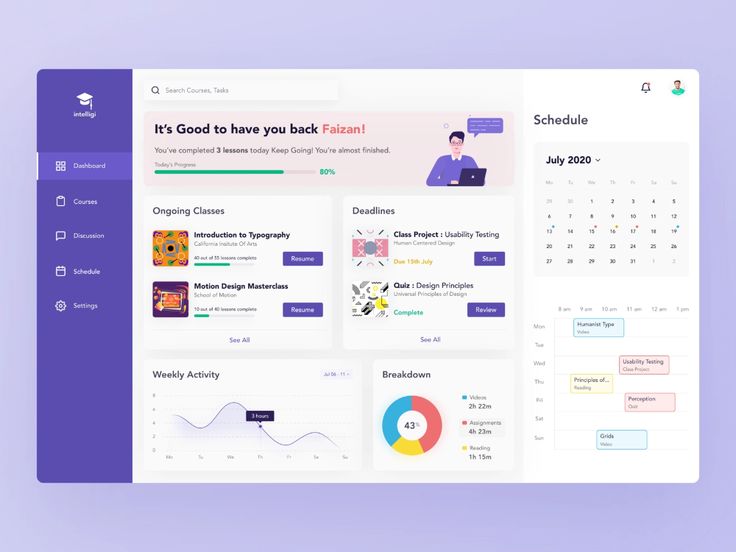 intelligi
Dashboard
Courses
Discussion
Schedule
Settings
Search Courses, Tasks
It's Good to have you back Faizan!
You've completed 3 lessons today Keep Going! You're almost finished.
Today's Progress
80%
Ongoing Classes
Introduction to Typography
California Insitute Of Arts
40 out of 55 lessons complete
Resume
Motion Design Masterclass
School of Motion
10 out of 40 lessons complete
Resume
See All
Deadlines
Class Project : Usability Testing
Human Centered Design
Due 15th July
Start
Quiz : Design Principles
Universal Principles of Design
Complete
Review
See All
Weekly Activity
Jul 06 - 11
8
6
4
2
0
3 hours
Mo Tu We Th Fr Sa Su
Breakdown
43%
Videos
2h 22m
Assignments
4h 23m
Reading
1h 15m
Schedule
July 2020
Mo Tu We Th Fr Sa Su
29 30 1 2 3 4 5
6 7 8 9 10 11 12
13 14 15 16 17 18 19
20 21 22 23 24 25 26
27 28 29 30 31 1 2
8 am 9 am 10 am 11 am 12 am 1 pm
Mon
Humanist Type
Video
Tue
Wed
Usability Testing
Class Project
Thu
Principles of...
Reading
Fri
Perception
Quit
Sat
Sun
Grids
Video